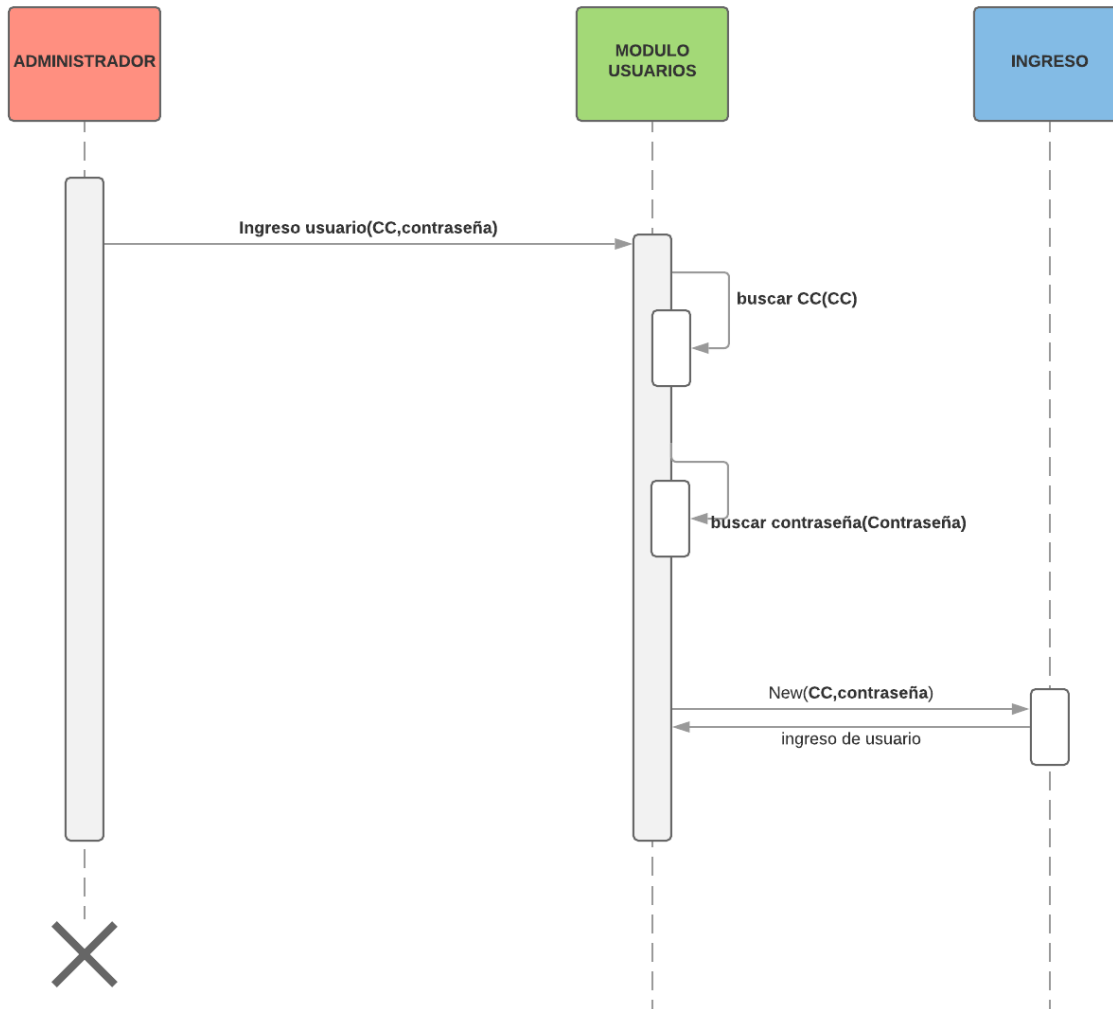 ADMINISTRADOR
MODULO
USUARIOS
INGRESO
Ingreso usuario(CC,contraseña)
buscar CC(CC)
buscar contraseña(Contraseña)
New(CC,contraseña)
ingreso de usuario